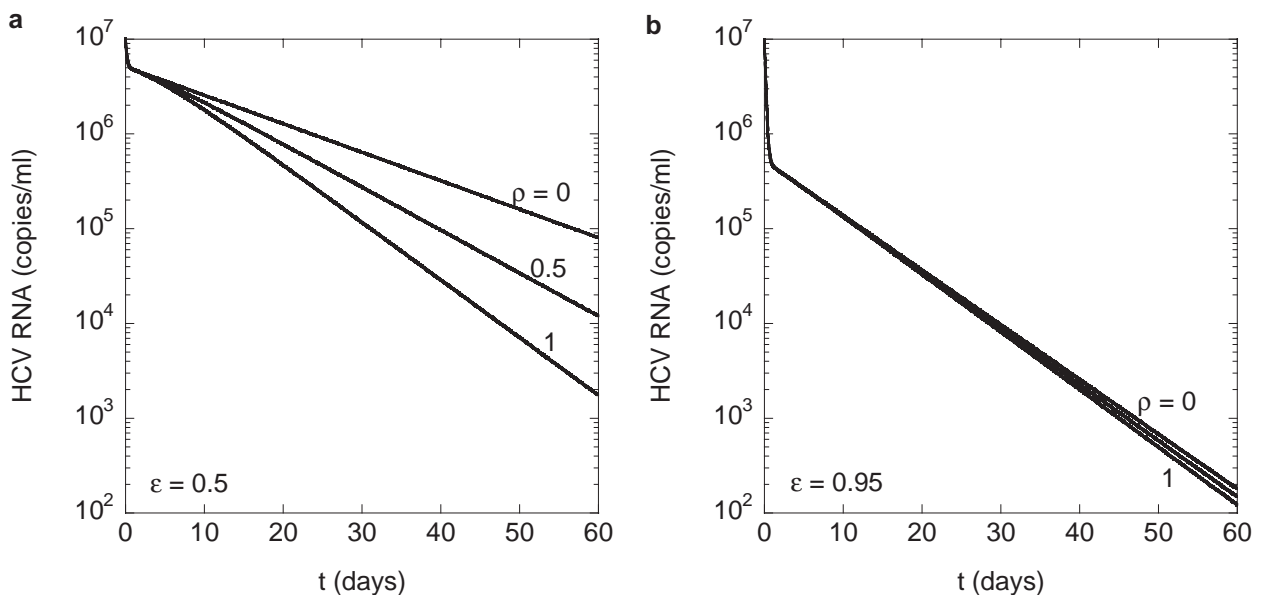 a
HCV RNA (copies/ml)
10^7
10^6
10^5
10^4
10^3
10^2
ρ = 0
0.5
1
ε = 0.5
0 10 20 30 40 50 60
t (days)
b
HCV RNA (copies/ml)
10^7
10^6
10^5
10^4
10^3
10^2
ρ = 0
1
ε = 0.95
0 10 20 30 40 50 60
t (days)